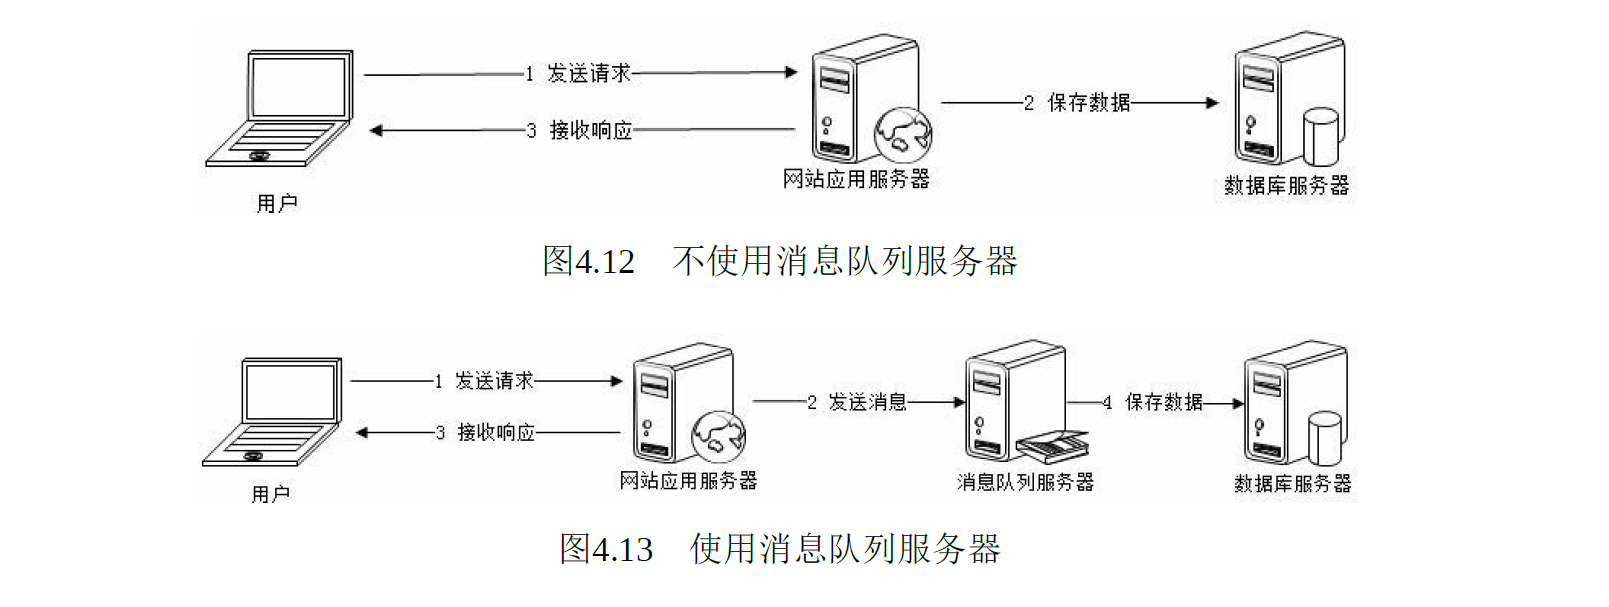 1 发送请求
2 保存数据
3 接收响应
用户
网站应用服务器
数据库服务器
图4.12 不使用消息队列服务器
1 发送请求
2 发送消息
4 保存数据
3 接收响应
用户
网站应用服务器
消息队列服务器
数据库服务器
图4.13 使用消息队列服务器